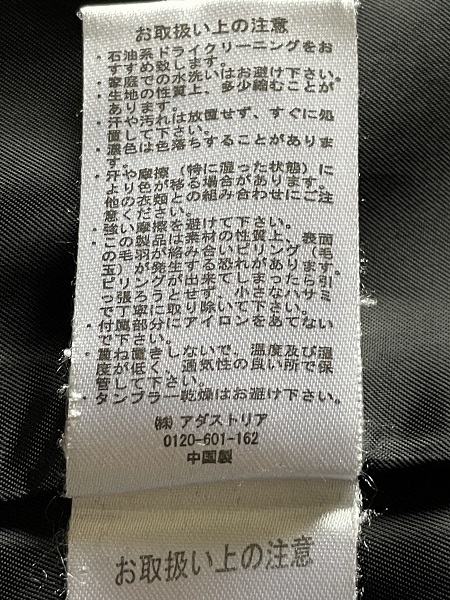 お取扱い上の注意
・石油系ドライクリーニングをお
すすめ致します。
・家庭での水洗いはお避け下さい。
・生地の性質上、多少縮むことが
あります。
・汗や汚れは放置せず、すぐに処
置して下さい。
・濃色は色落ちすることがありま
す。
・汗や摩擦（特に湿った状態）に
より色が移る場合があります。
他の衣類との組み合わせにご注
意ください。
・強い摩擦を避けて下さい。
・この製品は素材の性質上、表面
の毛羽が絡み合いピリング（毛
玉）が発生する恐れがあります。
ピリングが出来てしまったら引
っ張ろうとせず、小さなハサミ
で丁寧に取り除いて下さい。
・付属部分にアイロンをあてない
で下さい。
・重ね置きしないで、温度及び湿
度が低く、通気性の良い所で保
管して下さい。
・タンブラー乾燥はお避け下さい。
㈱ アダストリア
0120-601-162
中国製
お取扱い上の注意